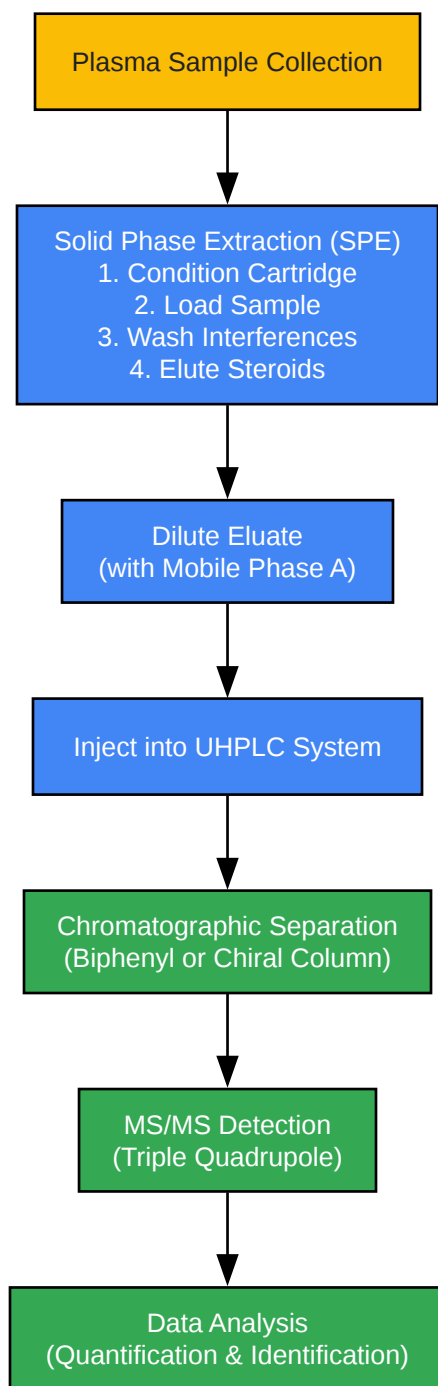 Plasma Sample Collection
Solid Phase Extraction (SPE)
1. Condition Cartridge
2. Load Sample
3. Wash Interferences
4. Elute Steroids
Dilute Eluate
(with Mobile Phase A)
Inject into UHPLC System
Chromatographic Separation
(Biphenyl or Chiral Column)
MS/MS Detection
(Triple Quadrupole)
Data Analysis
(Quantification & Identification)